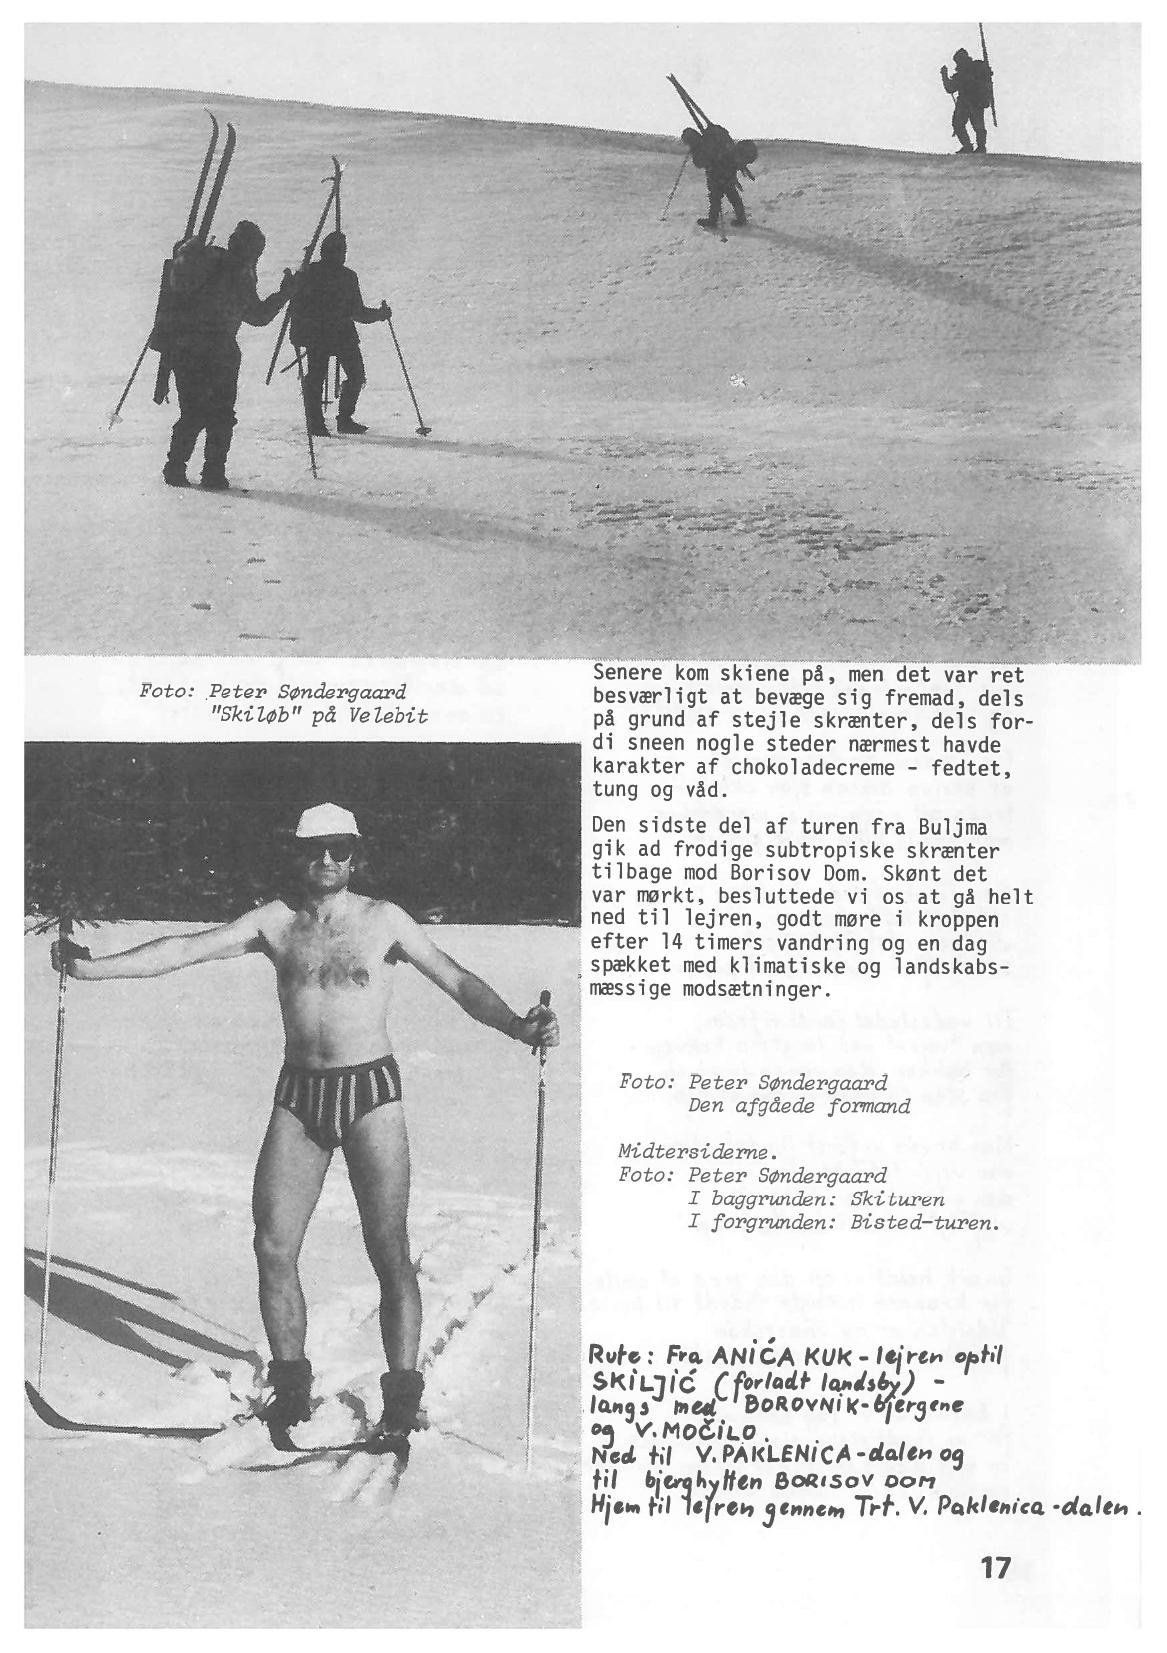 Foto: Peter Søndergaard
"Skiløb" på Velebit
Senere kom skiene på, men det var ret
besværligt at bevæge sig fremad, dels
på grund af stejle skrænter, dels for-
di sneen nogle steder nærmest havde
karakter af chokoladecreme - fedtet,
tung og våd.
Den sidste del af turen fra Buljma
gik ad frodige subtropiske skrænter
tilbage mod Borisov Dom. Skønt det
var mørkt, besluttede vi os at gå helt
ned til lejren, godt møre i kroppen
efter 14 timers vandring og en dag
spækket med klimatiske og landskabs-
mæssige modsætninger.
Foto: Peter Søndergaard
Den afgåede formand
Midtersiderne.
Foto: Peter Søndergaard
I baggrunden: Skituren
I forgrunden: Bisted-turen.
Rute: Fra ANIĆA KUK - lejren op til
SKILJIĆ (forladt landsby) -
langs med BOROVNIK-bjergene
og V. MOČILO.
Ned til V. PAKLENICA-dalen og
til bjerghytten BORISOV DOM
Hjem til lejren gennem Trt. V. Paklenica-dalen.
17